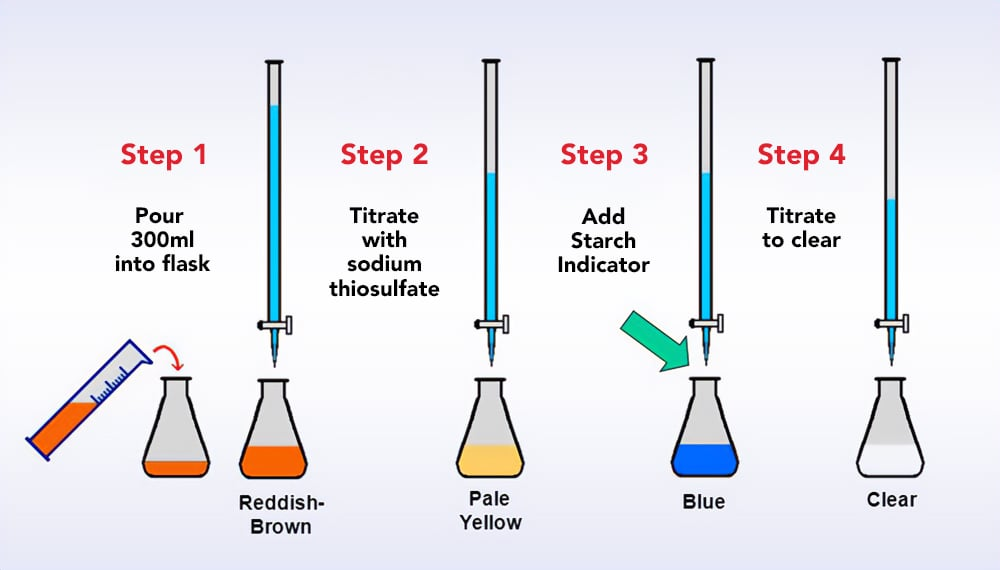 Step 1
Pour
300ml
into flask
Reddish-
Brown
Step 2
Titrate
with
sodium
thiosulfate
Pale
Yellow
Step 3
Add
Starch
Indicator
Blue
Step 4
Titrate
to clear
Clear